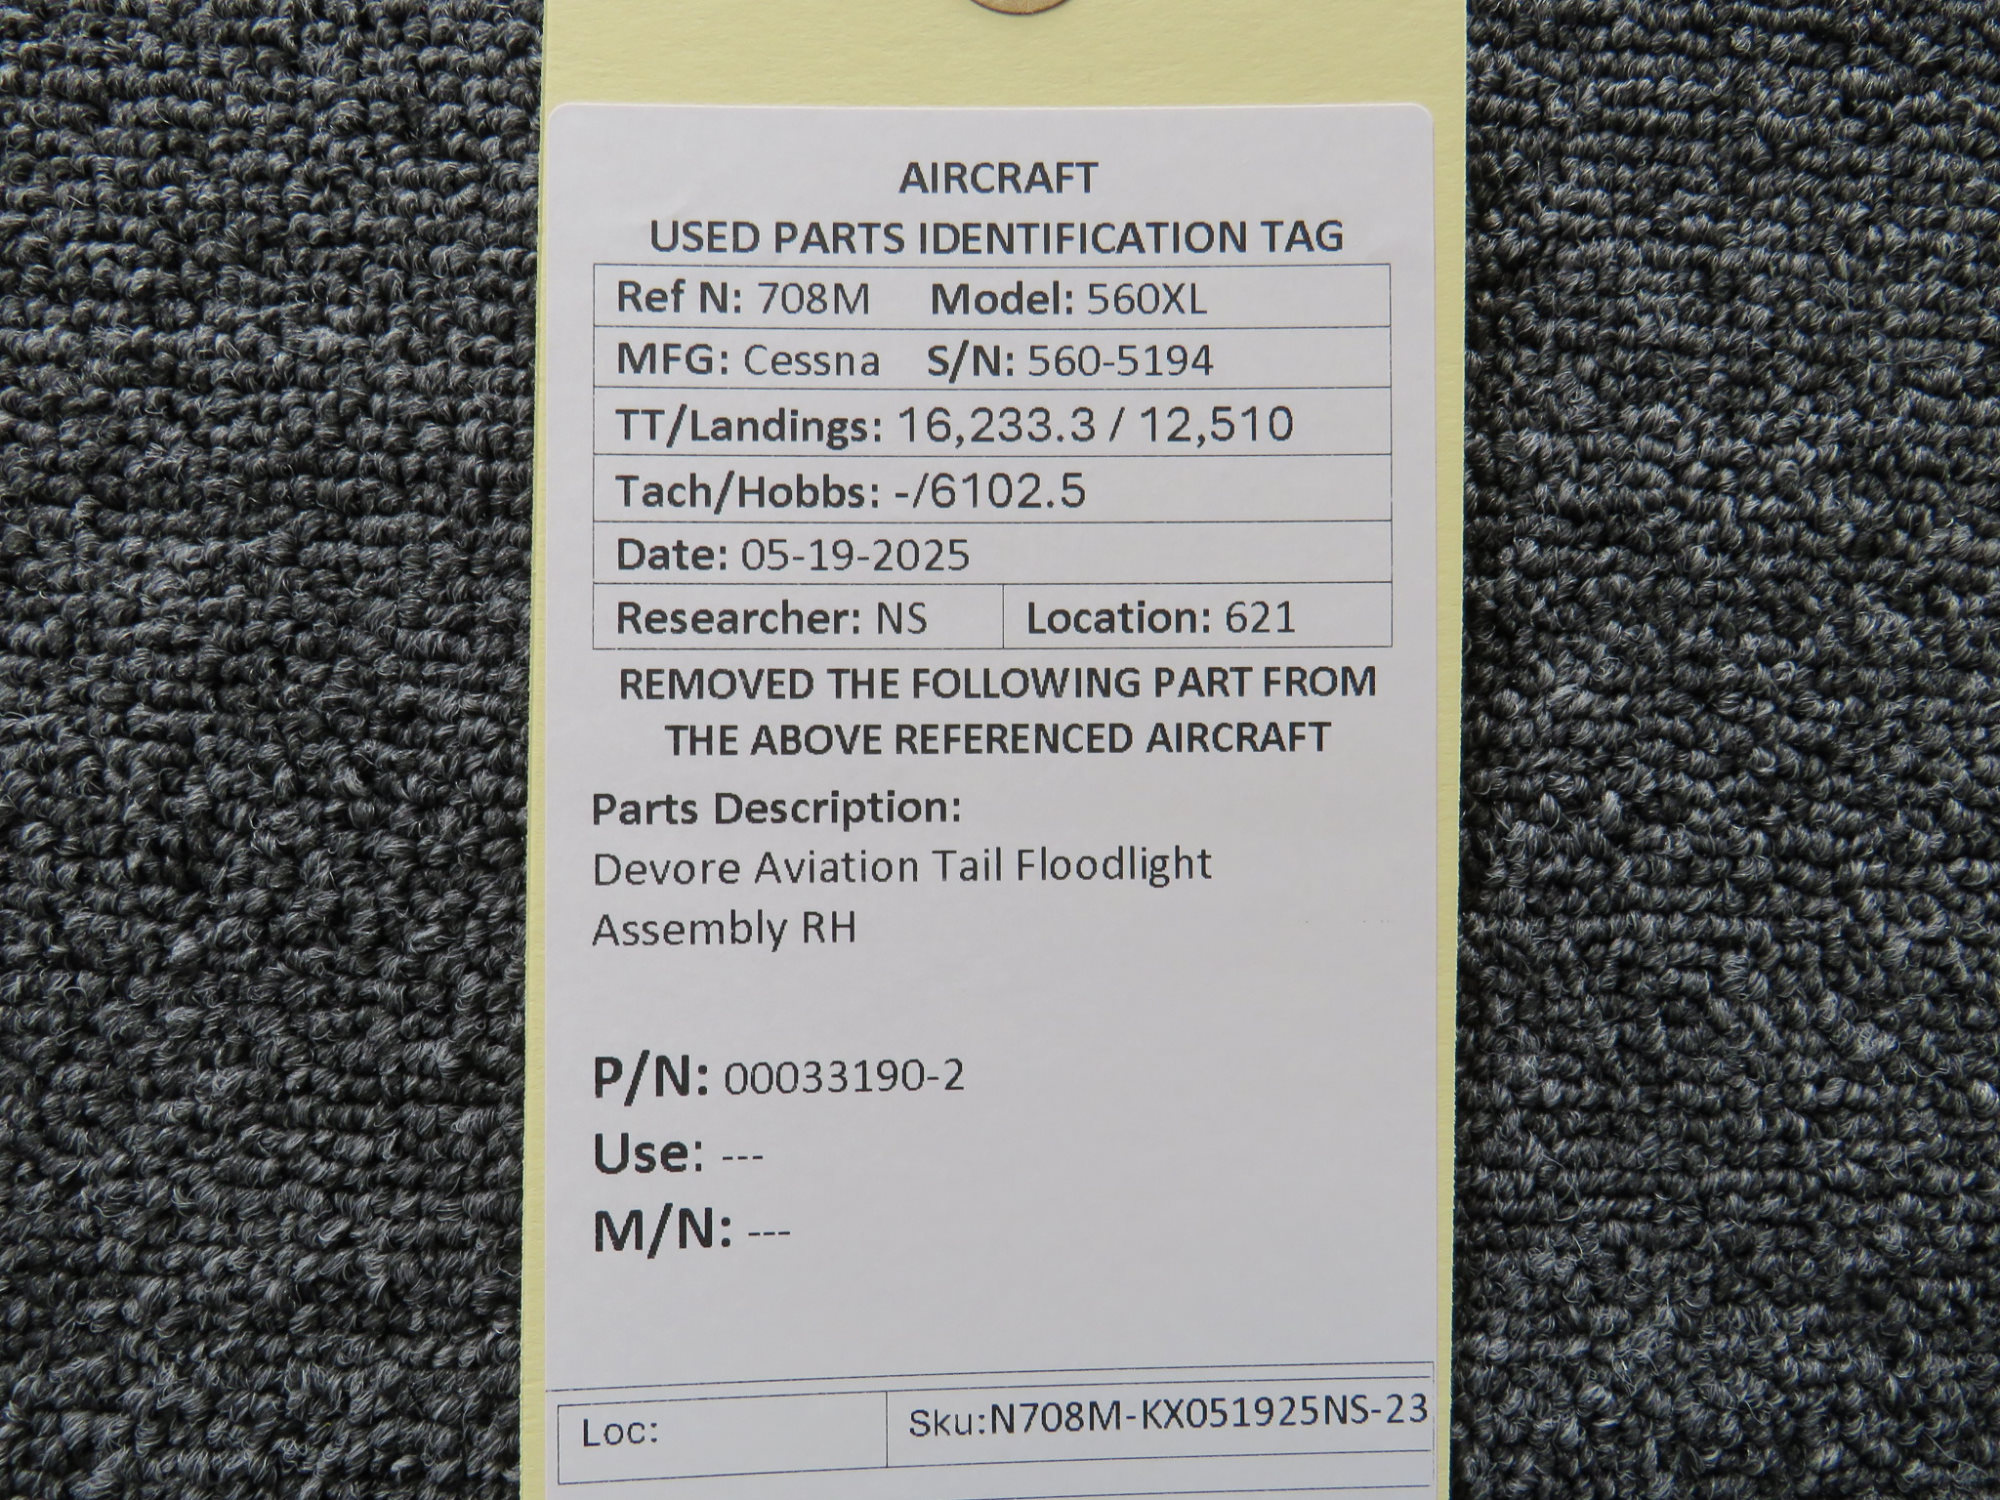 AIRCRAFT
USED PARTS IDENTIFICATION TAG
Ref N: 708M Model: 560XL
MFG: Cessna S/N: 560-5194
TT/Landings: 16,233.3 / 12,510
Tach/Hobbs: -/6102.5
Date: 05-19-2025
Researcher: NS Location: 621
REMOVED THE FOLLOWING PART FROM
THE ABOVE REFERENCED AIRCRAFT
Parts Description:
Devore Aviation Tail Floodlight
Assembly RH
P/N: 00033190-2
Use: ---
M/N: ---
Loc: Sku:N708M-KX051925NS-23